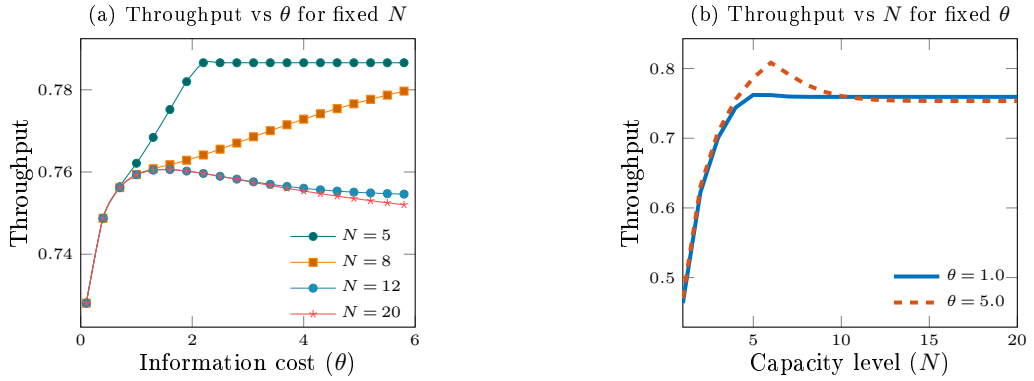 (a) Throughput vs θ for fixed N
0.78
0.76
0.74
Throughput
N = 5
N = 8
N = 12
N = 20
0 2 4 6
Information cost (θ)
(b) Throughput vs N for fixed θ
0.8
0.7
0.6
0.5
Throughput
θ = 1.0
θ = 5.0
5 10 15 20
Capacity level (N)